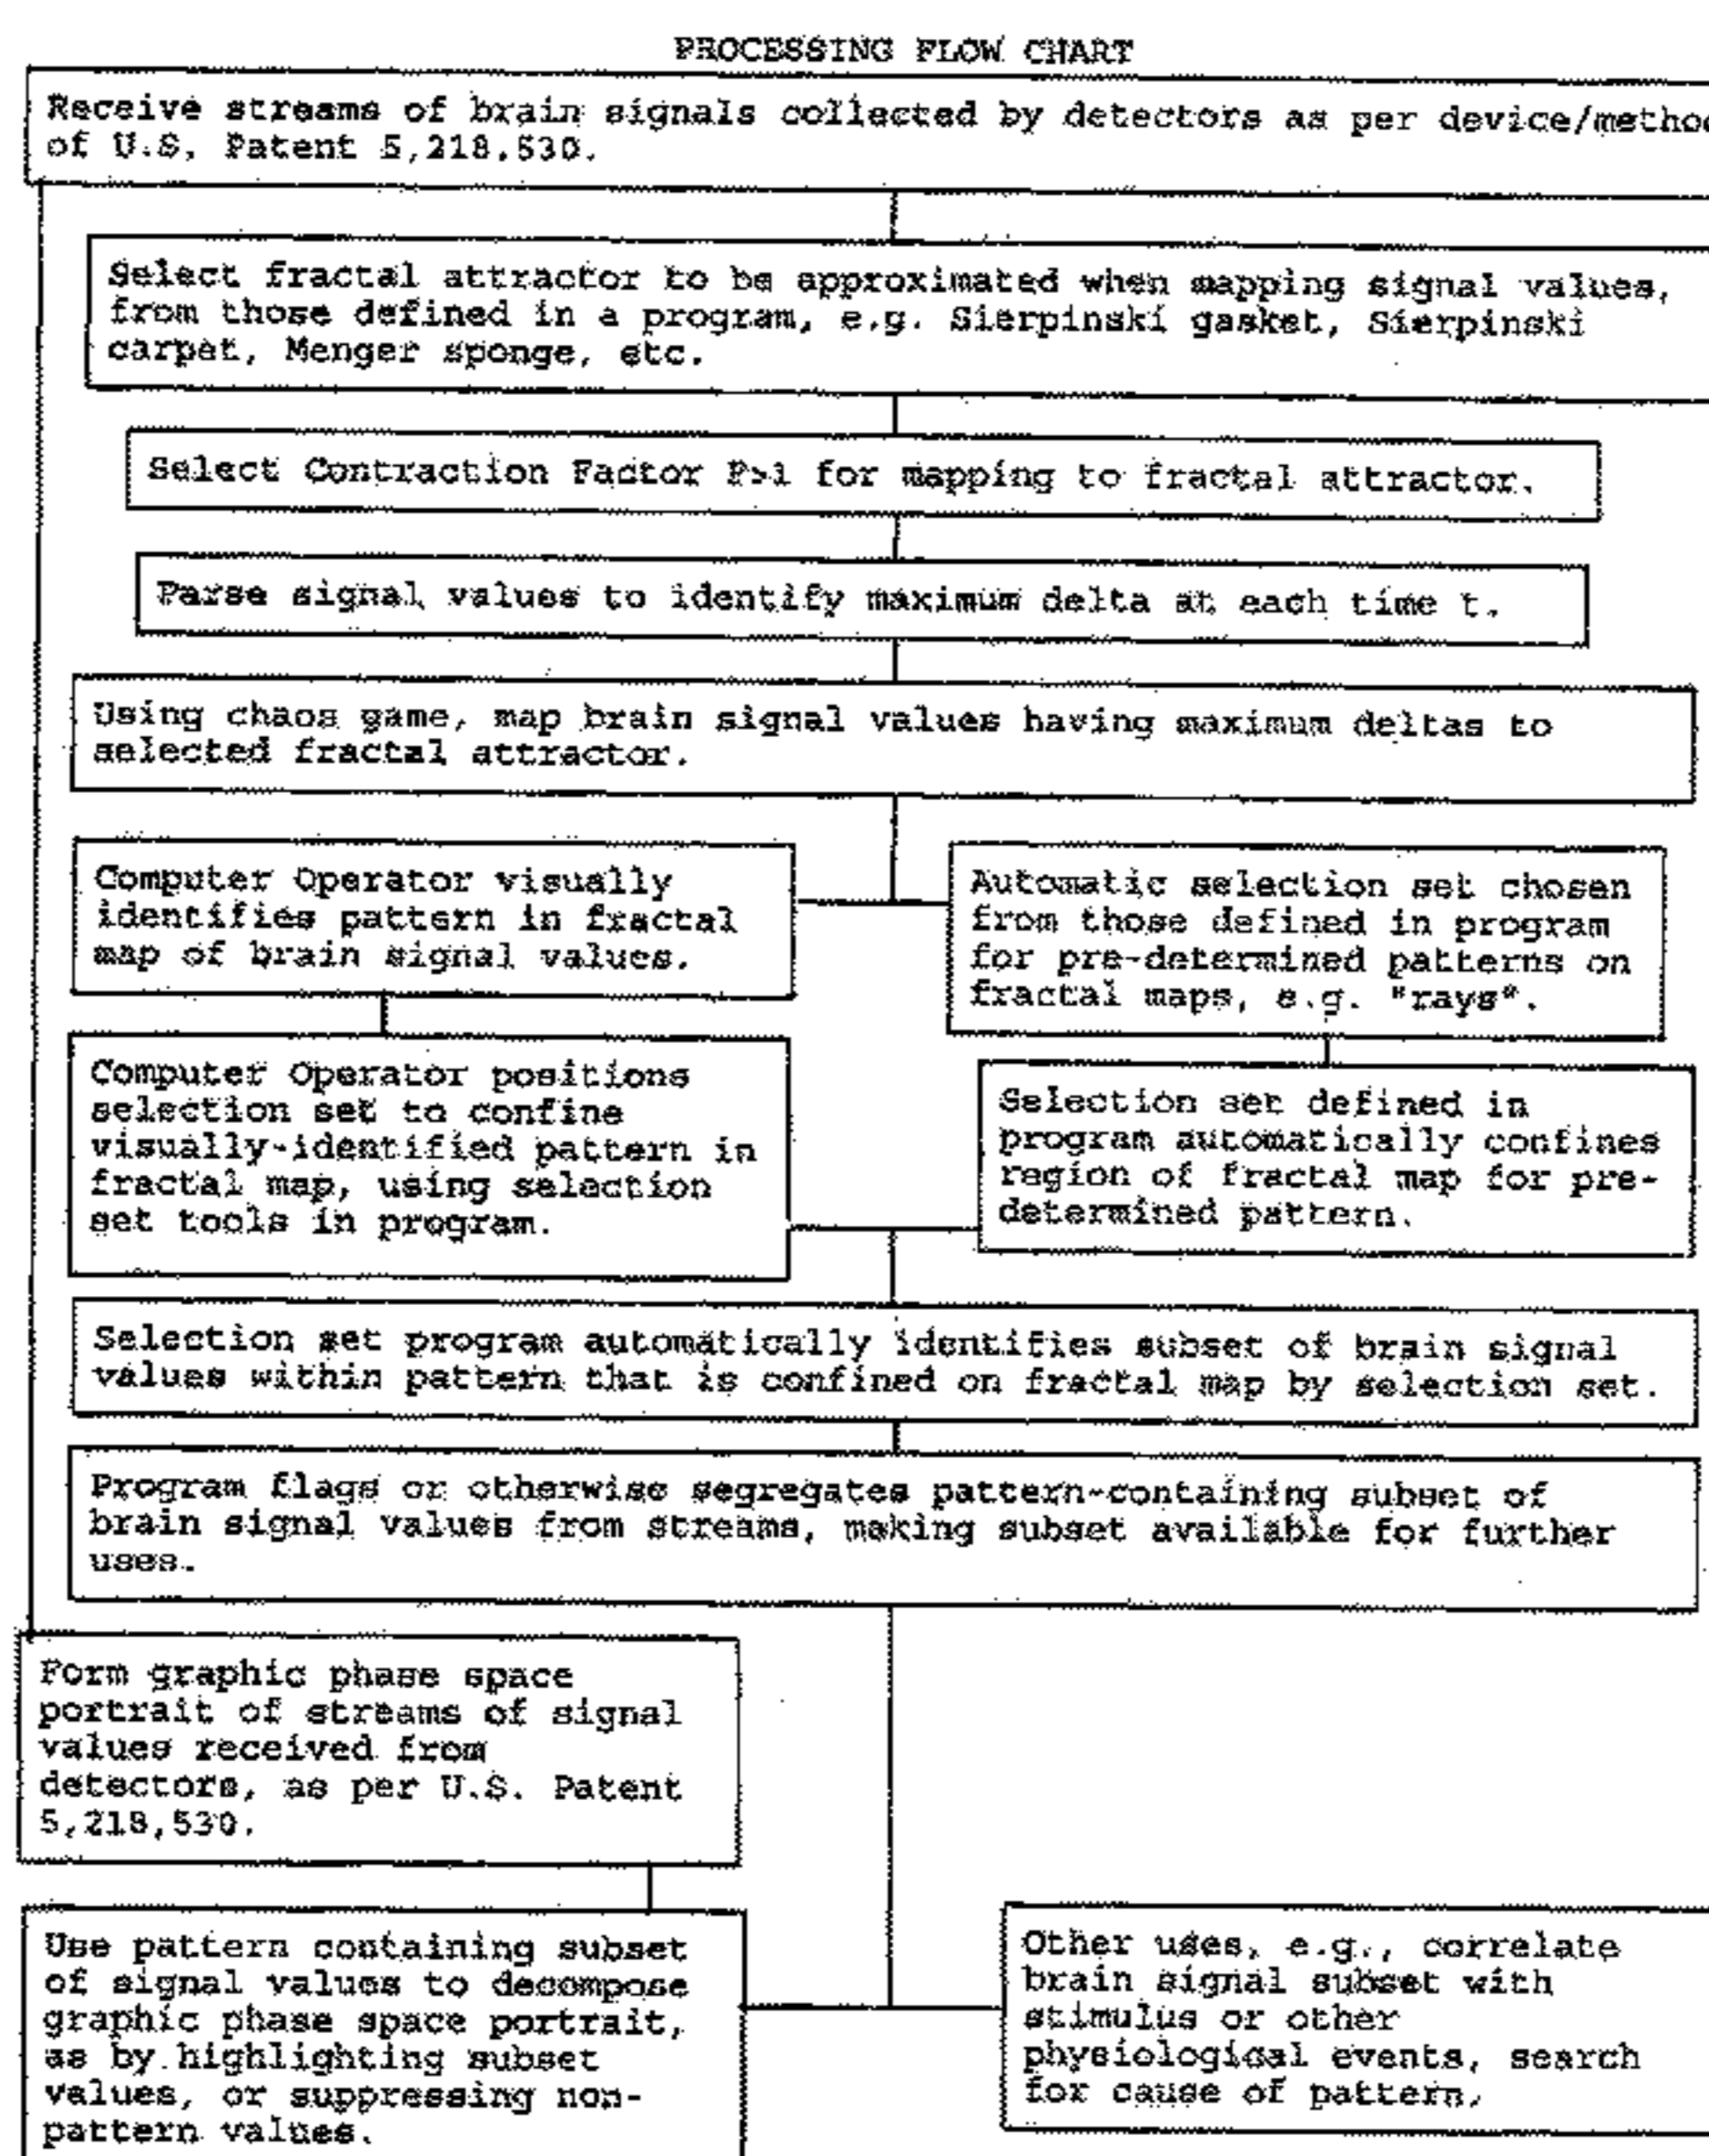 PROCESSING FLOW CHART
Receive streams of brain signals collected by detectors as per device/metho
of U.S. Patent 5,218,530.
Select fractal attractor to be approximated when mapping signal values,
from those defined in a program, e.g. Sierpinski gasket, Sierpinski
carpet, Menger sponge, etc.
Select Contraction Factor F>1 for mapping to fractal attractor.
Parse signal values to identify maximum delta at each time t.
Using chaos game, map brain signal values having maximum deltas to
selected fractal attractor.
Computer Operator visually
identifies pattern in fractal
map of brain signal values.
Automatic selection set chosen
from those defined in program
for pre-determined patterns on
fractal maps, e.g. "rays".
Computer Operator positions
selection set to confine
visually-identified pattern in
fractal map, using selection
set tools in program.
Selection set defined in
program automatically confines
region of fractal map for pre-
determined pattern.
Selection set program automatically identifies subset of brain signal
values within pattern that is confined on fractal map by selection set.
Program flags or otherwise segregates pattern-containing subset of
brain signal values from streams, making subset available for further
uses.
Form graphic phase space
portrait of streams of signal
values received from
detectors, as per U.S. Patent
5,218,530.
Use pattern containing subset
of signal values to decompose
graphic phase space portrait,
as by highlighting subset
values, or suppressing non-
pattern values.
Other uses, e.g., correlate
brain signal subset with
stimulus or other
physiological events, search
for cause of pattern.